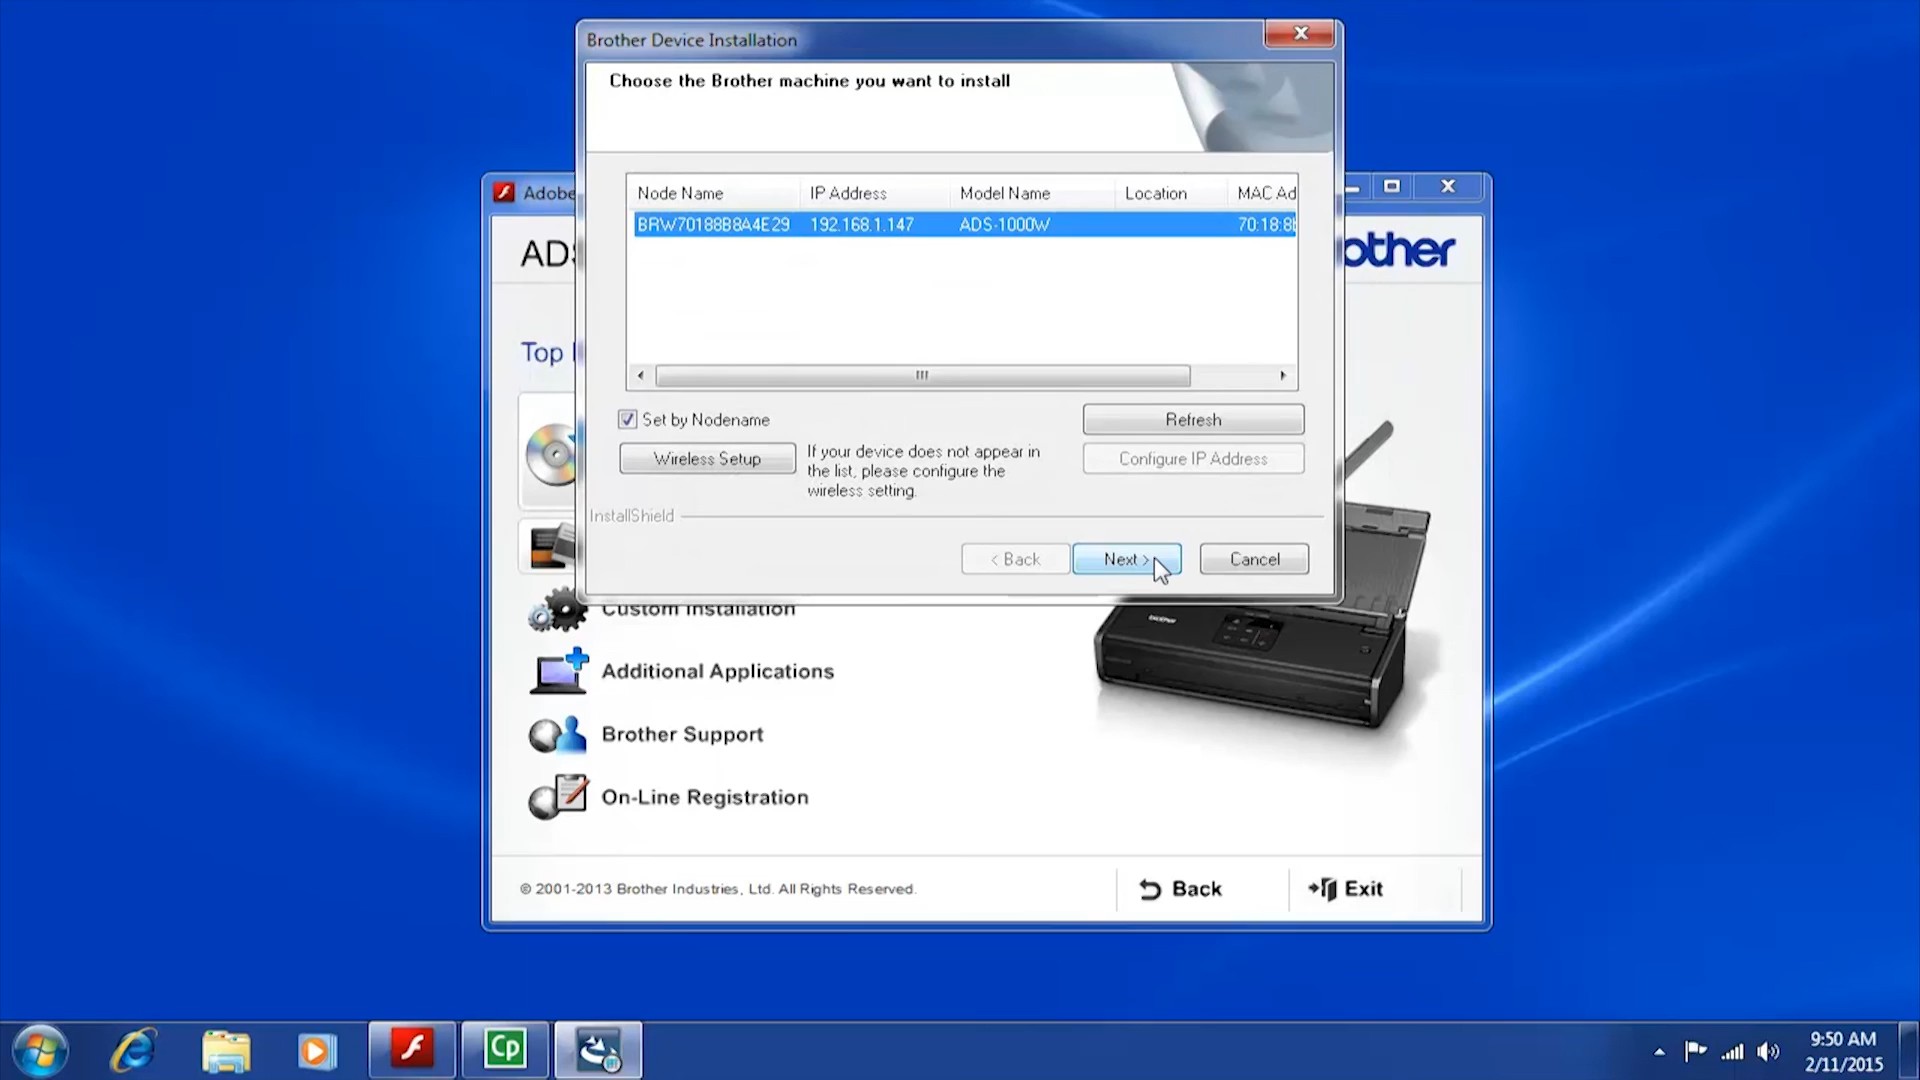 Brother Device Installation
Choose the Brother machine you want to install
Node Name IP Address Model Name Location MAC Ad
BRW70188B8A4E29 192.168.1.147 ADS-1000W 70:18:8
Set by Nodename
Refresh
Wireless Setup
If your device does not appear in
the list, please configure the
wireless setting.
Configure IP Address
InstallShield
< Back
Next >
Cancel
Adobe
ADS
other
Top
Custom Installation
Additional Applications
Brother Support
On-Line Registration
brother
© 2001-2013 Brother Industries, Ltd. All Rights Reserved.
Back
Exit
Cp
9:50 AM
2/11/2015